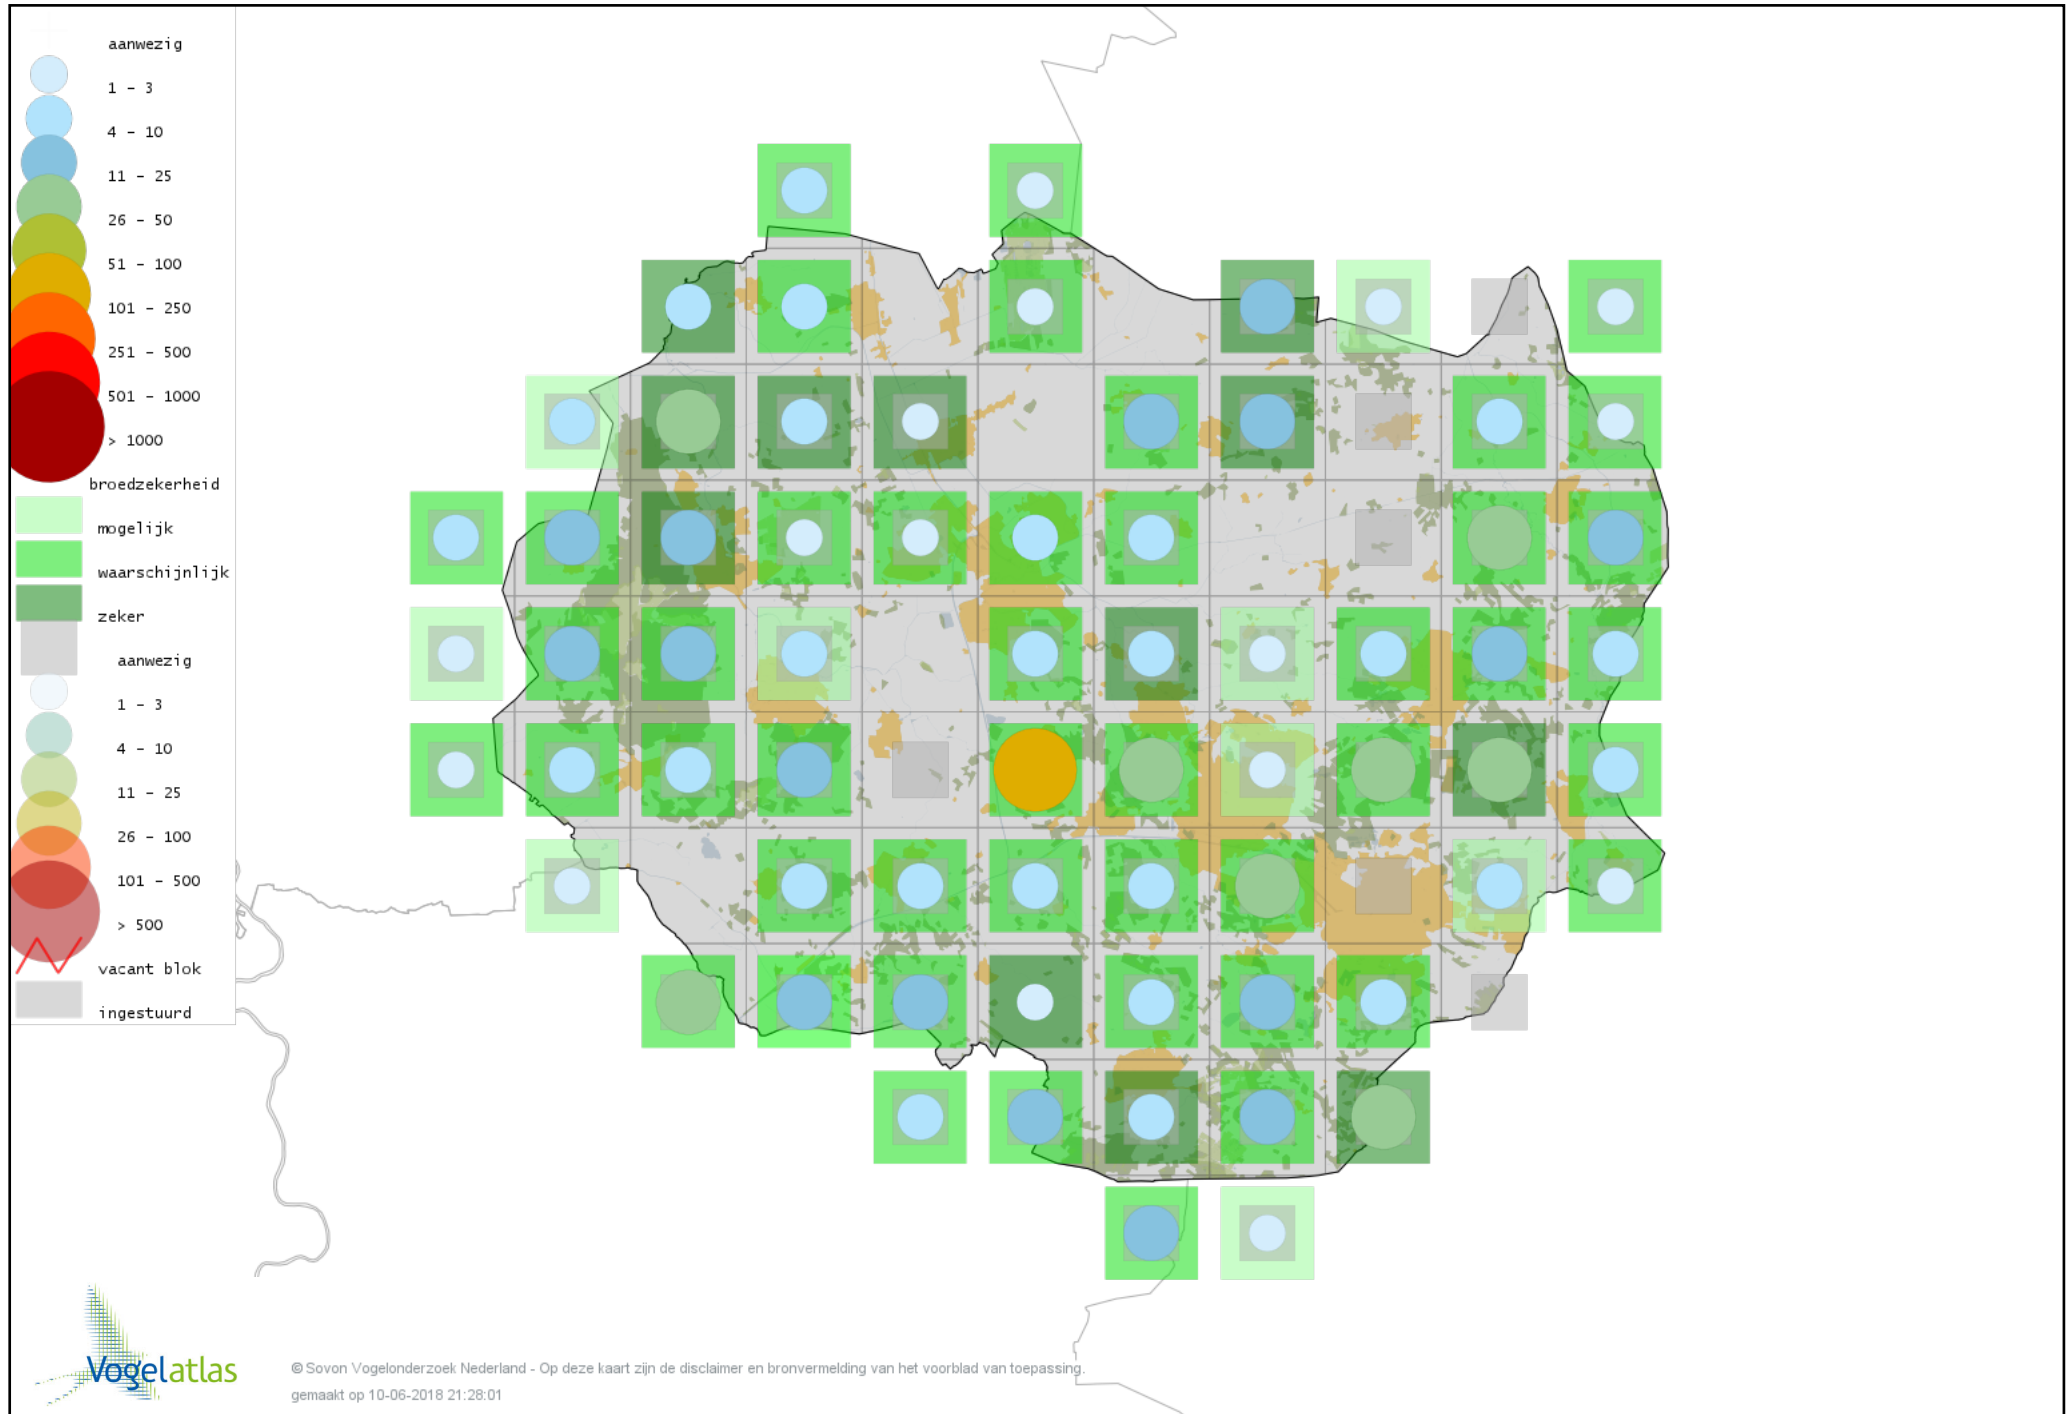 aanwezig
1 - 3
4 - 10
11 - 25
26 - 50
51 - 100
101 - 250
251 - 500
501 - 1000
> 1000
broedzekerheid
mogelijk
waarschijnlijk
zeker
aanwezig
1 - 3
4 - 10
11 - 25
26 - 100
101 - 500
> 500
vacant blok
ingestuurd
Vogelatlas
© Sovon Vogelonderzoek Nederland - Op deze kaart zijn de disclaimer en bronvermelding van het voorblad van toepassing.
gemaakt op 10-06-2018 21:28:01